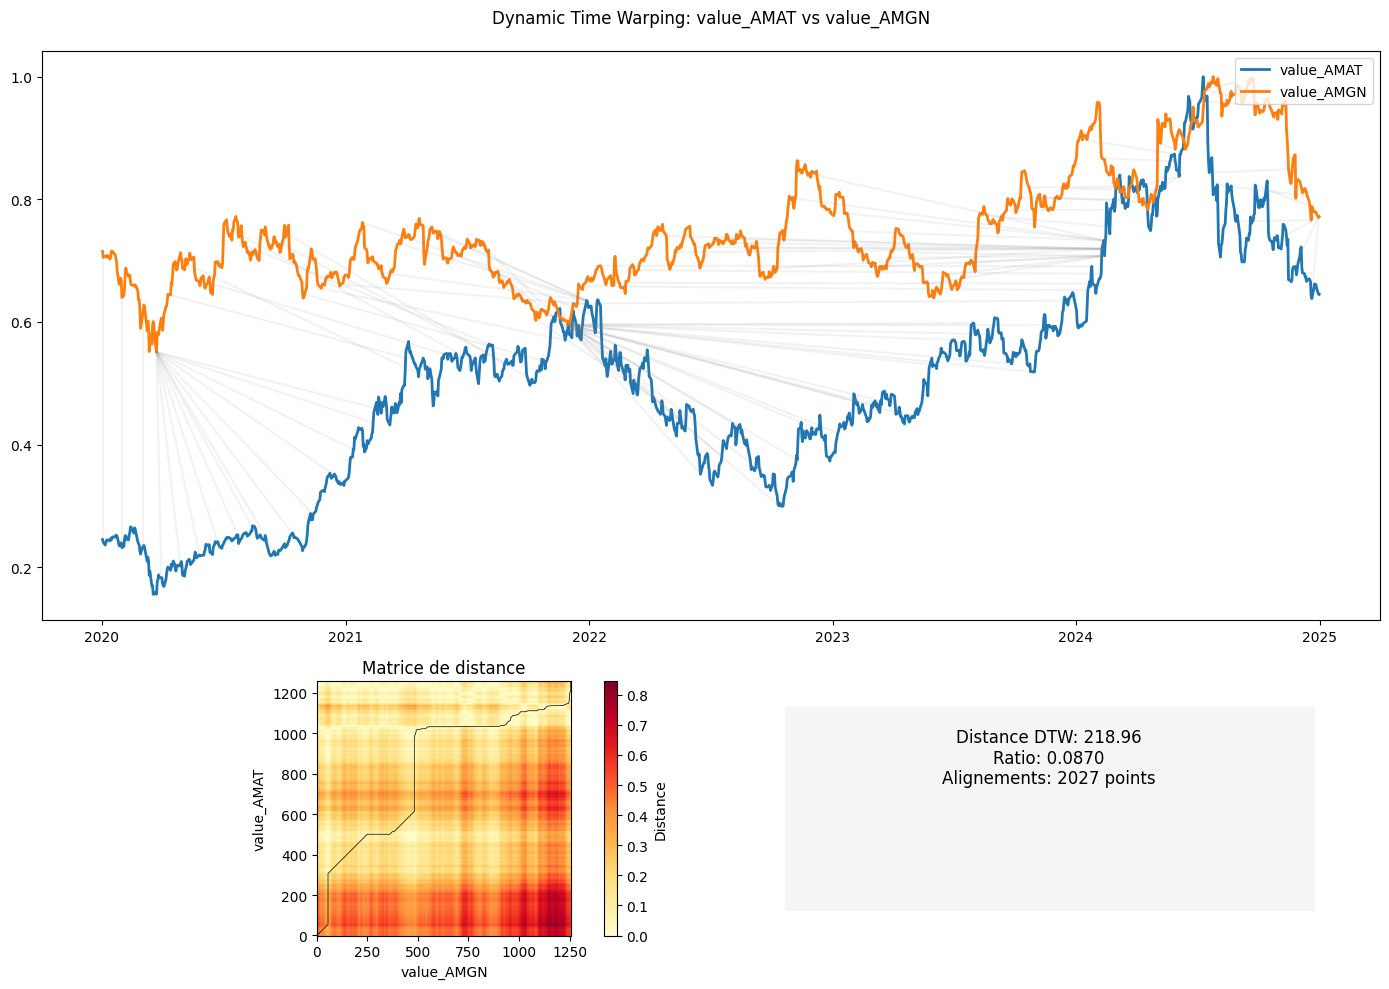 Dynamic Time Warping: value_AMAT vs value_AMGN
value_AMAT
value_AMGN
1.0
0.8
0.6
0.4
0.2
2020 2021 2022 2023 2024 2025
Matrice de distance
value_AMAT
1200
1000
800
600
400
200
0
0 250 500 750 1000 1250
value_AMGN
0.8
0.7
0.6
0.5
0.4
0.3
0.2
0.1
0.0
Distance
Distance DTW: 218.96
Ratio: 0.0870
Alignements: 2027 points